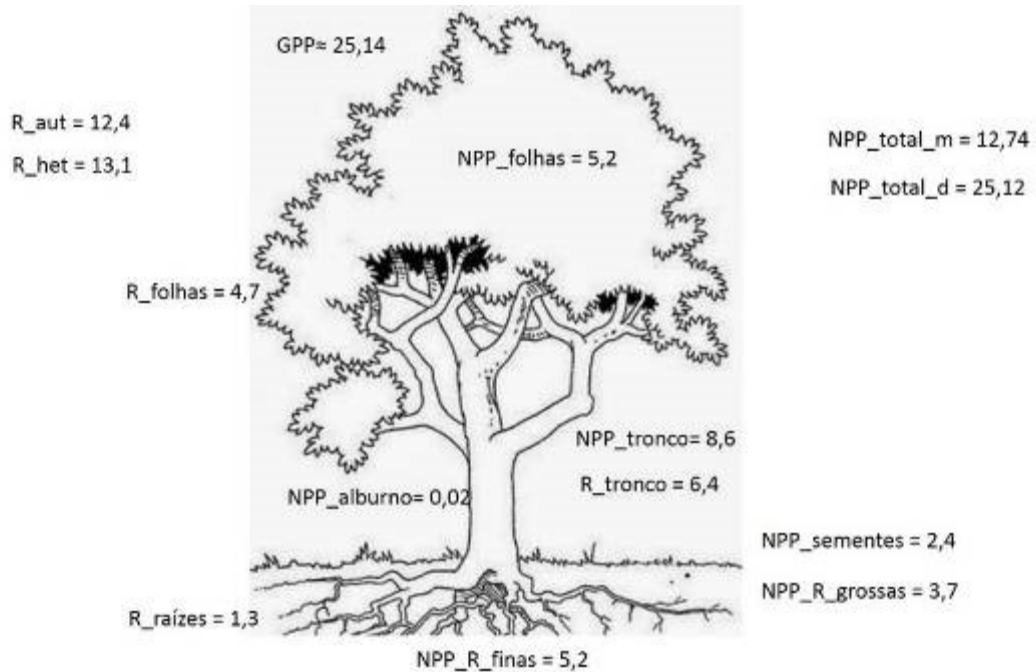 GPP≈ 25,14
R_aut = 12,4
R_het = 13,1
NPP_folhas = 5,2
NPP_total_m = 12,74
NPP_total_d = 25,12
R_folhas = 4,7
NPP_tronco= 8,6
R_tronco = 6,4
NPP_alburno= 0,02
NPP_sementes = 2,4
NPP_R_grossas = 3,7
R_raízes = 1,3
NPP_R_finas = 5,2